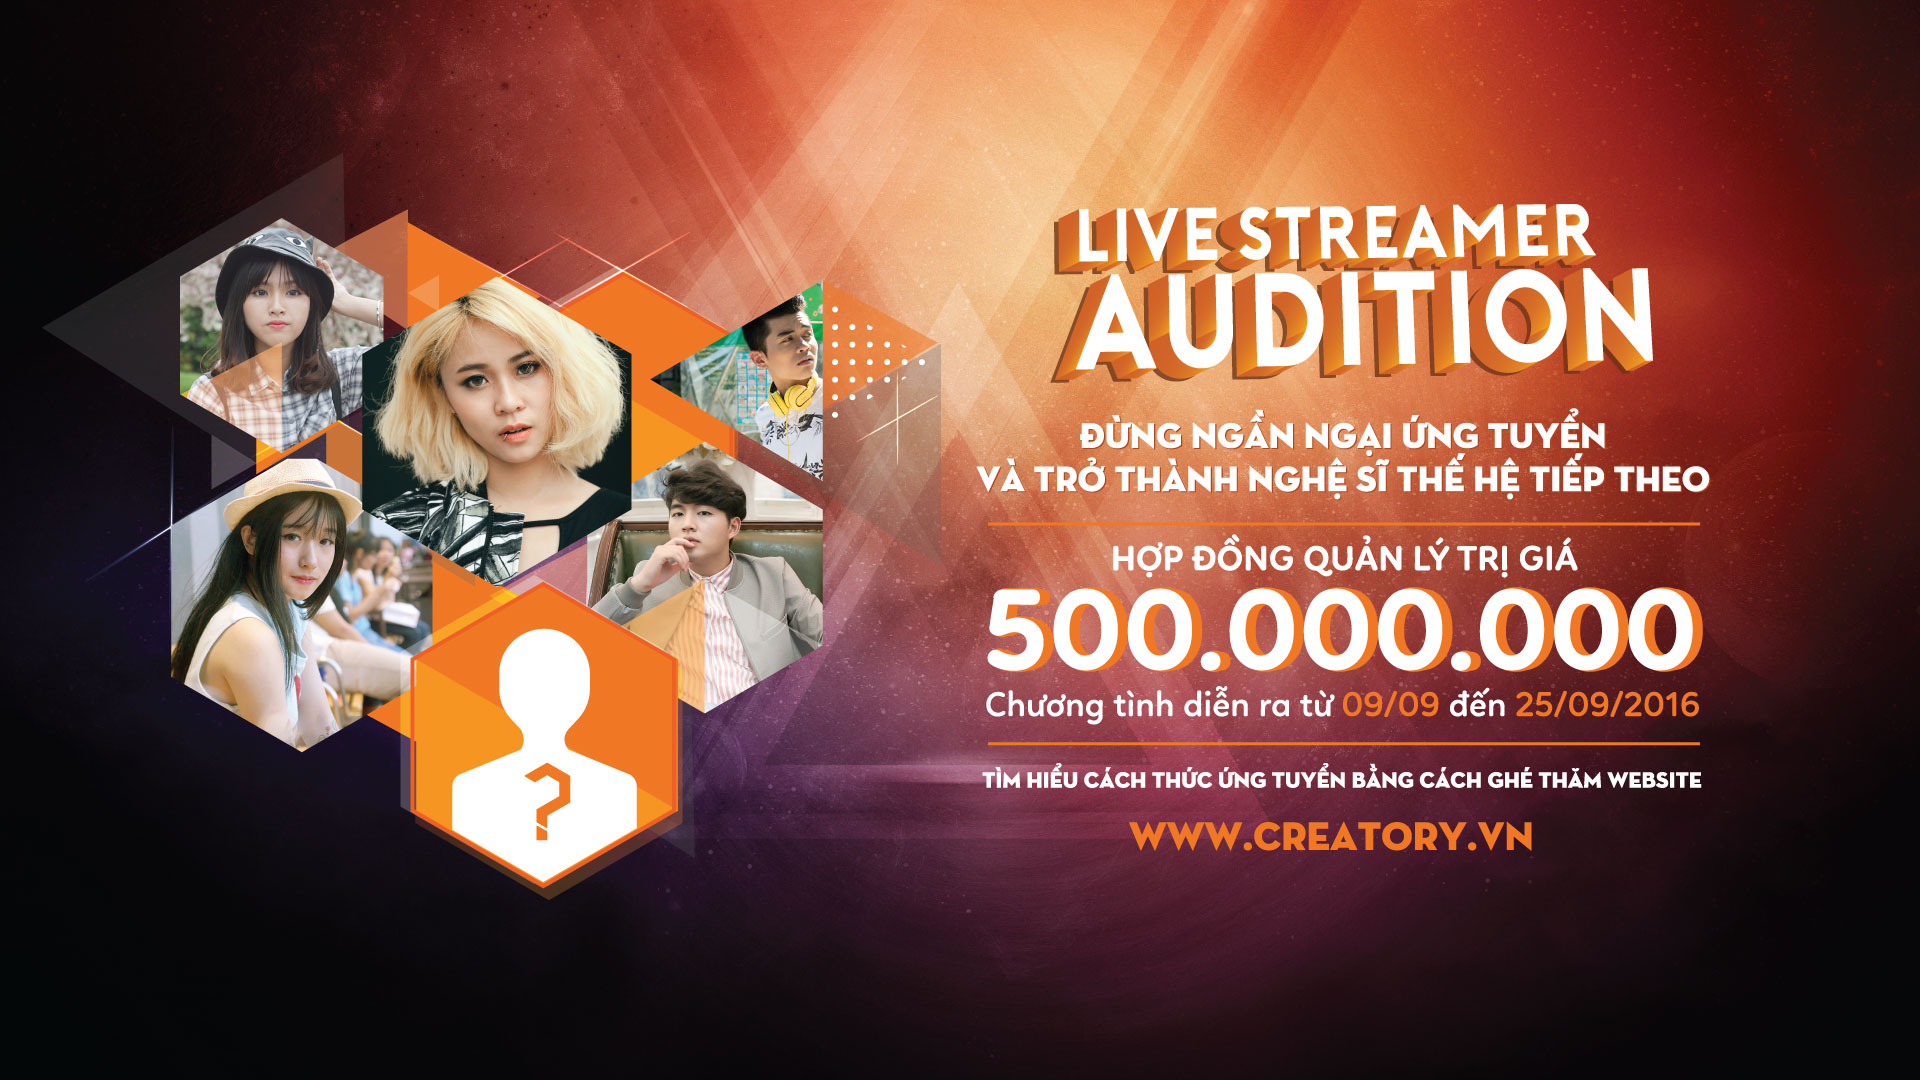 LIVE STREAMER
AUDITION
ĐỪNG NGẦN NGẠI ỨNG TUYỂN
VÀ TRỞ THÀNH NGHỆ SĨ THẾ HỆ TIẾP THEO
HỢP ĐỒNG QUẢN LÝ TRỊ GIÁ
500.000.000
Chương tình diễn ra từ 09/09 đến 25/09/2016
TÌM HIỂU CÁCH THỨC ỨNG TUYỂN BẰNG CÁCH GHÉ THĂM WEBSITE
WWW.CREATORY.VN
?